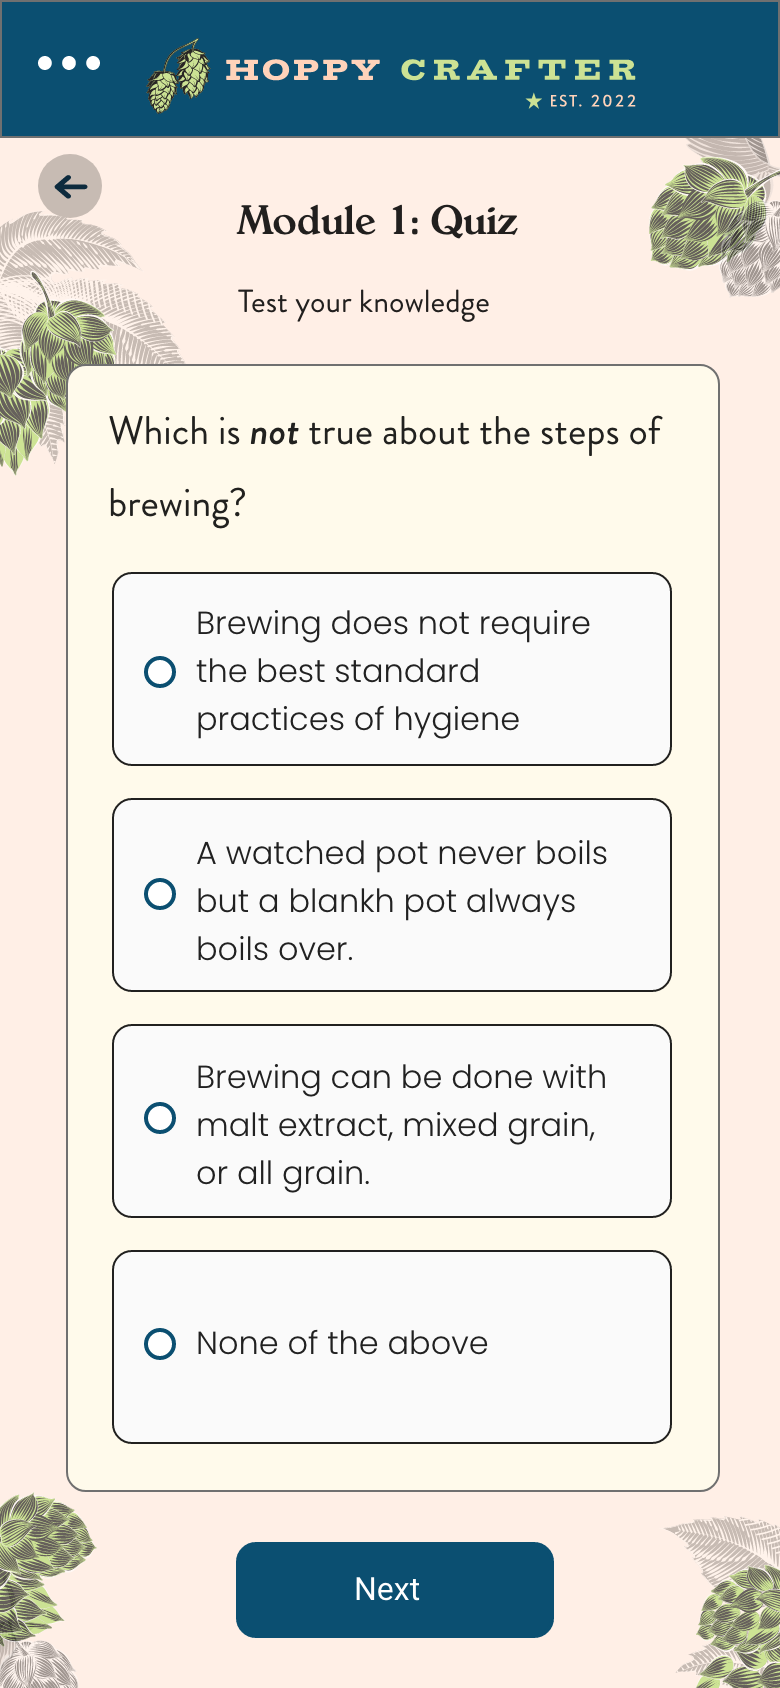 HOPPY CRAFTER
★ EST. 2022
Module 1: Quiz
Test your knowledge
Which is not true about the steps of
brewing?
Brewing does not require
the best standard
practices of hygiene
A watched pot never boils
but a blankh pot always
boils over.
Brewing can be done with
malt extract, mixed grain,
or all grain.
None of the above
Next